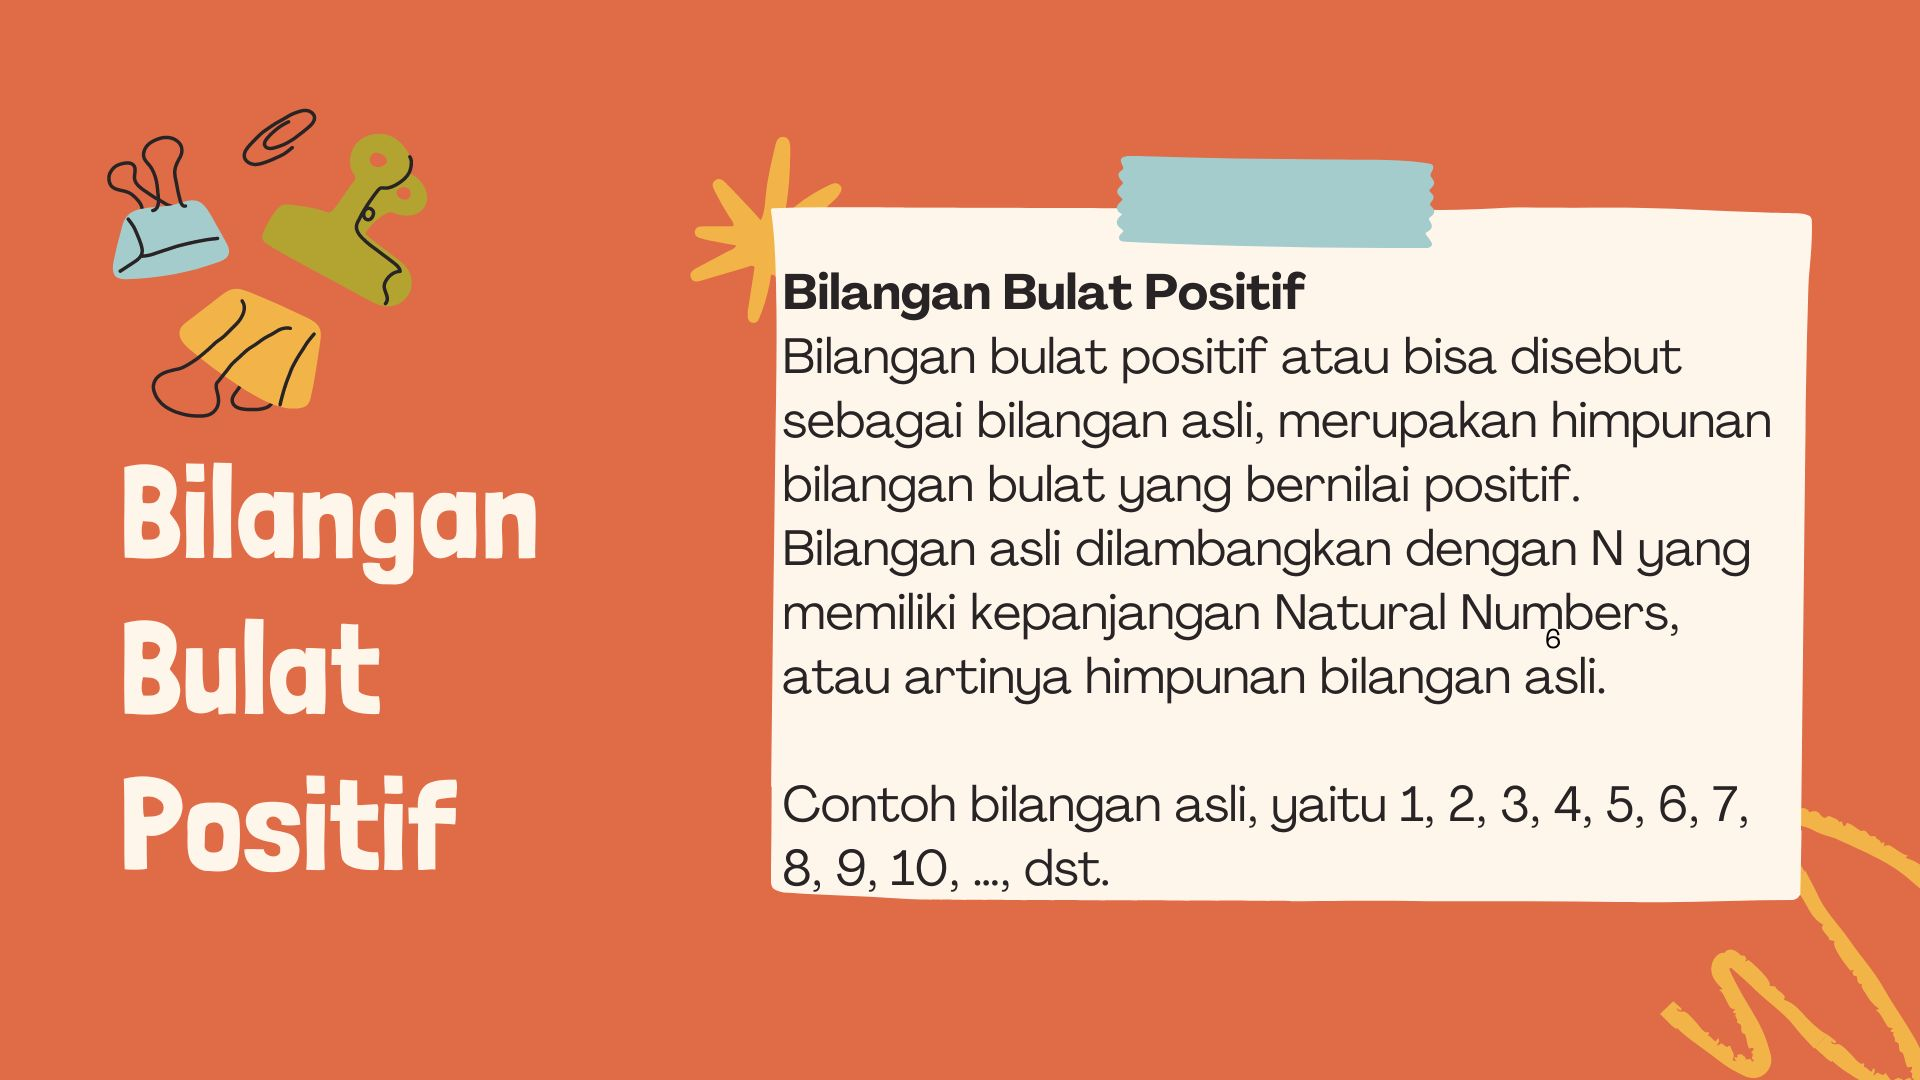 Bilangan
Bulat
Positif
Bilangan Bulat Positif
Bilangan bulat positif atau bisa disebut
sebagai bilangan asli, merupakan himpunan
bilangan bulat yang bernilai positif.
Bilangan asli dilambangkan dengan N yang
memiliki kepanjangan Natural Numbers,
6
atau artinya himpunan bilangan asli.
Contoh bilangan asli, yaitu 1, 2, 3, 4, 5, 6, 7,
8, 9, 10, ..., dst.